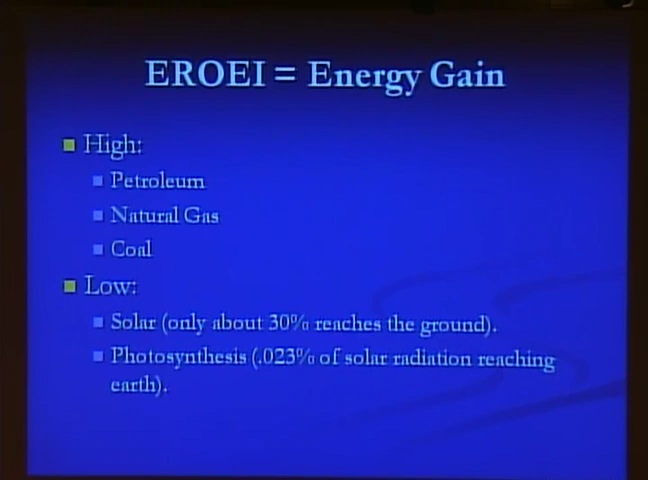 EROEI = Energy Gain
High:
Petroleum
Natural Gas
Coal
Low:
Solar (only about 30% reaches the ground).
Photosynthesis (.023% of solar radiation reaching
earth).